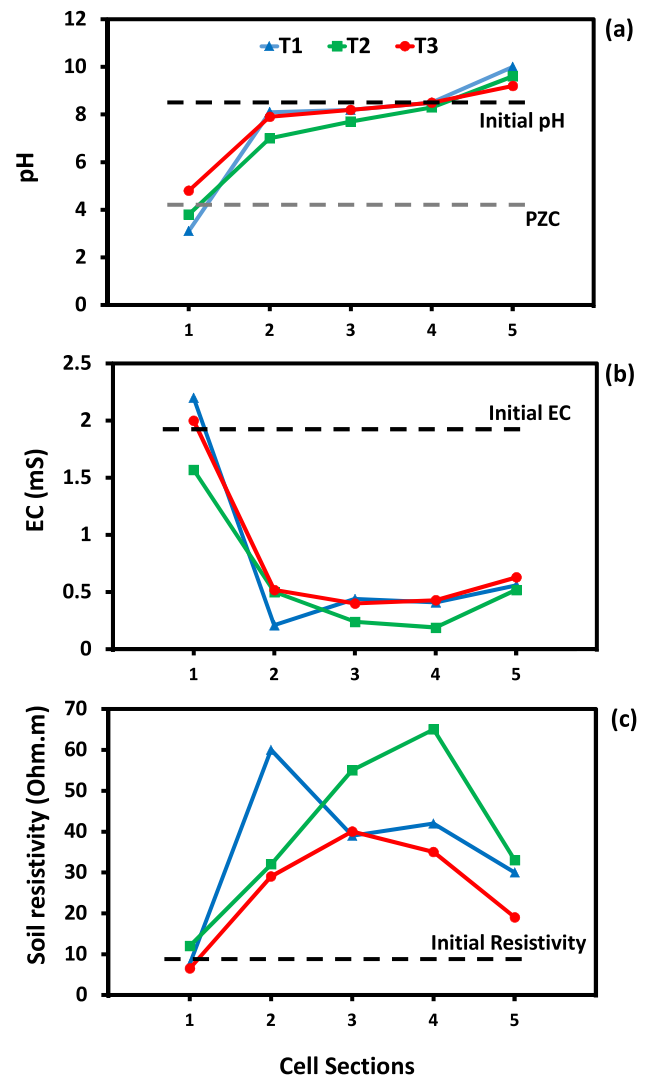 pH
(a)
T1 T2 T3
12
10
8
6
4
2
0
Initial pH
PZC
1 2 3 4 5
EC (mS)
(b)
2.5
2
1.5
1
0.5
0
Initial EC
1 2 3 4 5
Soil resistivity (Ohm.m)
(c)
70
60
50
40
30
20
10
0
Initial Resistivity
1 2 3 4 5
Cell Sections